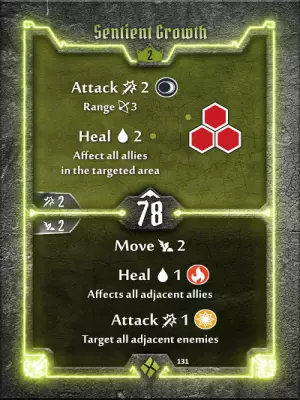 Sentient Growth
2
Attack 2
Range 3
Heal 2
Affect all allies
in the targeted area
2
78
2
Move 2
Heal 1
Affects all adjacent allies
Attack 1
Target all adjacent enemies
131